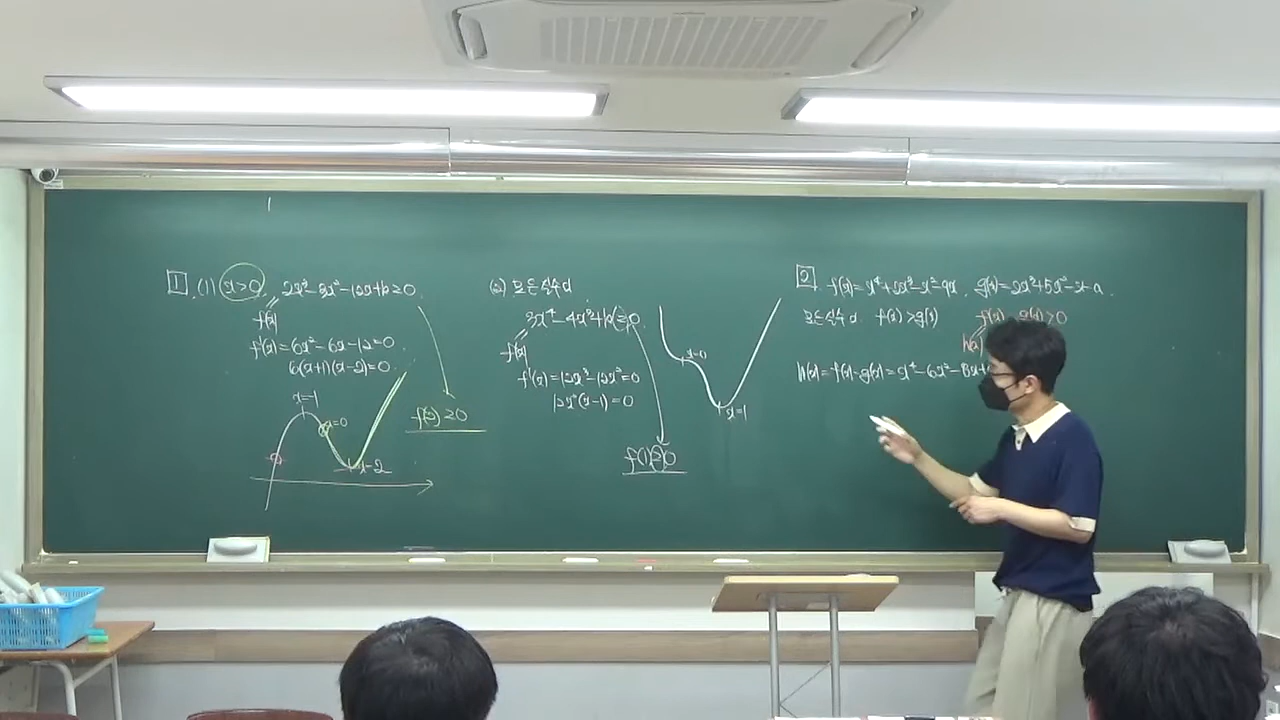 1 (1) x>0 2x³-3x²-12x+k≥0
f(x)
f'(x)=6x²-6x-12=0
6(x+1)(x-2)=0
x=-1
x=0
x=2
f(2)≥0
(2) 모든 실수 x
3x⁴-4x³+k≥0
f(x)
f'(x)=12x³-12x²=0
12x²(x-1)=0
x=0
x=1
f(1)≥0
2 f(x)=x⁴+2x³-x²-9x, g(x)=2x³+5x²-x-a
모든 실수 x f(x)>g(x) f(x)-g(x)>0
h(x)
h(x)=f(x)-g(x)=x⁴-6x²-8x+